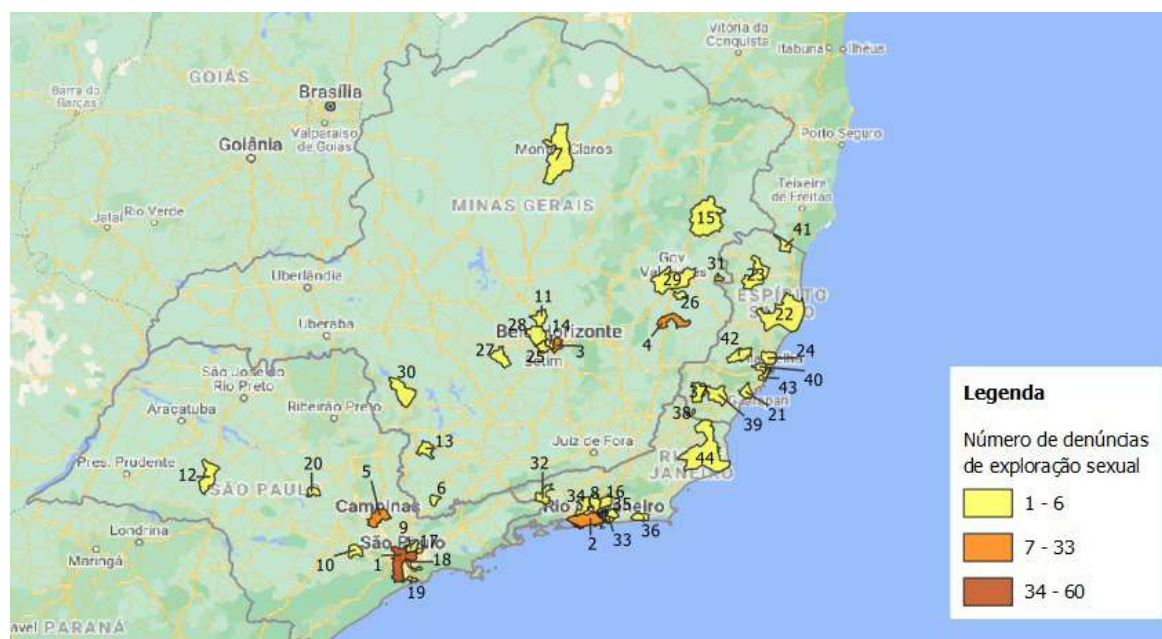 Vitória da
Conquista
Itabuna
Ilhéus
GOIÁS
Barra do
Garças
Brasília
Valparaíso
de Goiás
Goiânia
Porto Seguro
Montes Claros
7
Jataí
Rio Verde
MINAS GERAIS
Teixeira
de Freitas
15
41
Gov
31
29
23
26
Uberlândia
ESPÍRITO
SANTO
22
11
28
14
Belo Horizonte
4
Uberaba
27
25
Betim
3
42
24
40
São José do
Rio Preto
30
43
37
Guarapari
21
Araçatuba
Ribeirão Preto
38
39
13
Juiz de Fora
44
Pres. Prudente
12
20
5
32
RIO DE
JANEIRO
SÃO PAULO
6
34
8
16
Campinas
Rio de Janeiro
35
36
Londrina
9
2
33
Maringá
São Paulo
17
10
1
18
19
avel
PARANÁ
Legenda
Número de denúncias
de exploração sexual
1 - 6
7 - 33
34 - 60